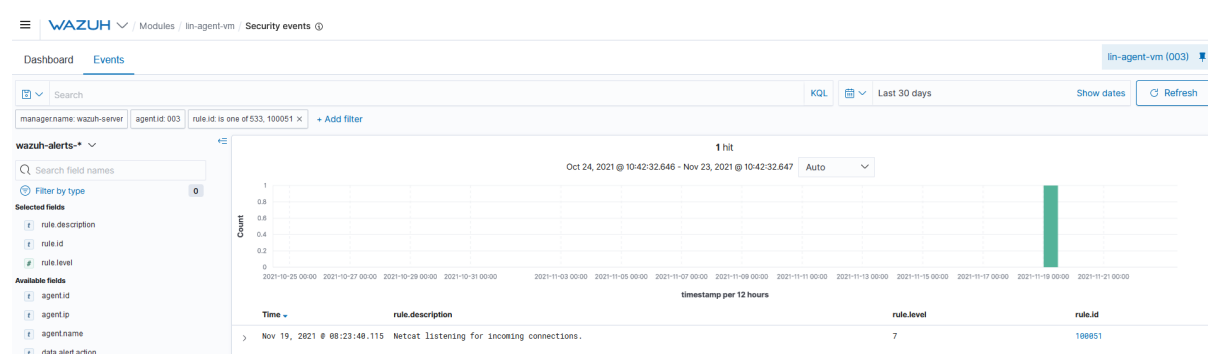 WAZUH / Modules / lin-agent-vm / Security events
Dashboard Events lin-agent-vm (003)
Search KQL Last 30 days Show dates Refresh
manager.name: wazuh-server agent.id: 003 rule.id: is one of 533, 100051 × + Add filter
wazuh-alerts-* 1 hit
Search field names Oct 24, 2021 @ 10:42:32.646 - Nov 23, 2021 @ 10:42:32.647 Auto
Filter by type 0
Selected fields
t rule.description
t rule.id
# rule.level
Available fields
t agent.id
t agent.ip
t agent.name
t data.alert.action
Count
1
0.8
0.6
0.4
0.2
0
2021-10-25 00:00 2021-10-27 00:00 2021-10-29 00:00 2021-10-31 00:00 2021-11-03 00:00 2021-11-05 00:00 2021-11-07 00:00 2021-11-09 00:00 2021-11-11 00:00 2021-11-13 00:00 2021-11-15 00:00 2021-11-17 00:00 2021-11-19 00:00 2021-11-21 00:00
timestamp per 12 hours
Time rule.description rule.level rule.id
Nov 19, 2021 @ 08:23:40.115 Netcat listening for incoming connections. 7 100051